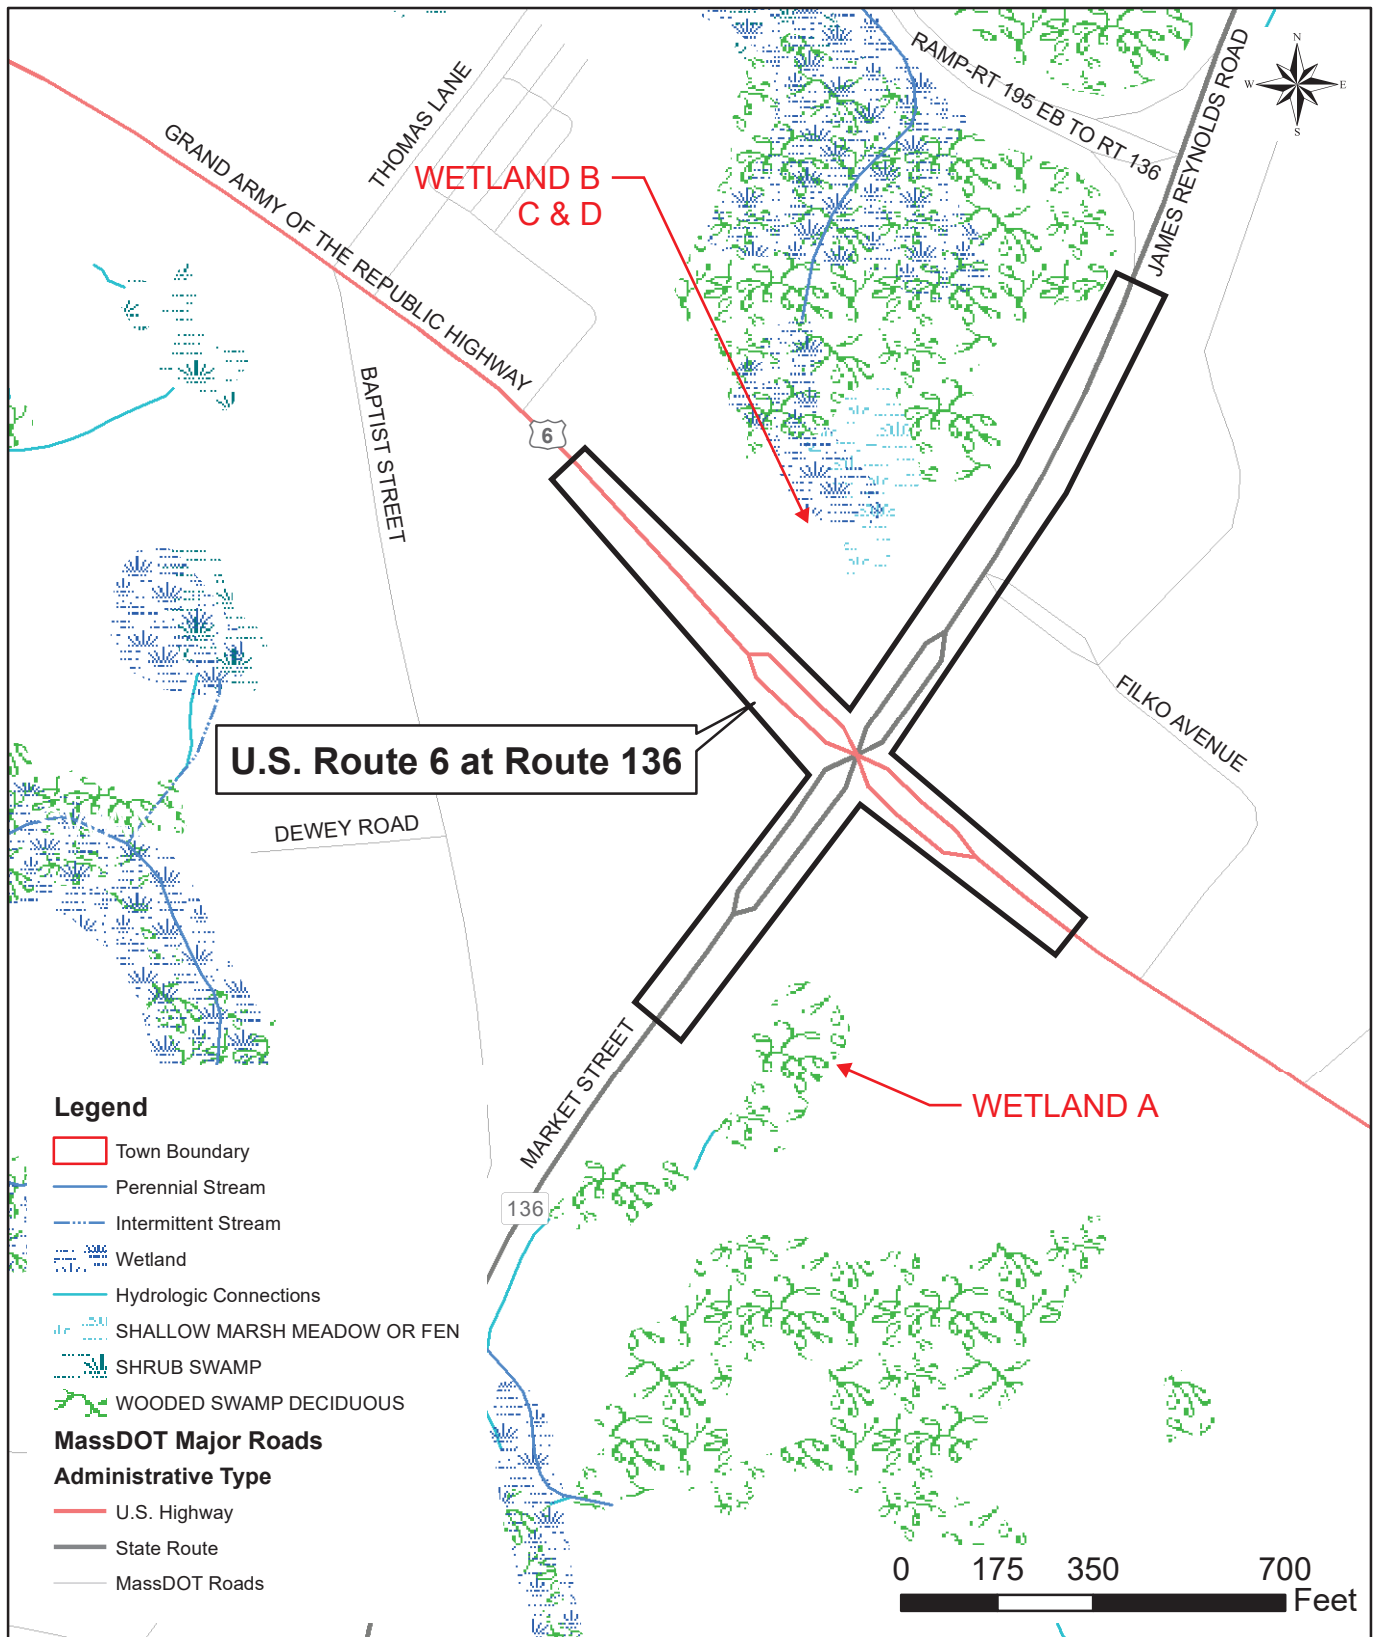 N
W
E
S
RAMP-RT 195 EB TO RT 136
JAMES REYNOLDS ROAD
THOMAS LANE
GRAND ARMY OF THE REPUBLIC HIGHWAY
WETLAND B
C & D
BAPTIST STREET
6
FILKO AVENUE
U.S. Route 6 at Route 136
DEWEY ROAD
MARKET STREET
WETLAND A
136
Legend
Town Boundary
Perennial Stream
Intermittent Stream
Wetland
Hydrologic Connections
SHALLOW MARSH MEADOW OR FEN
SHRUB SWAMP
WOODED SWAMP DECIDUOUS
MassDOT Major Roads
Administrative Type
U.S. Highway
State Route
MassDOT Roads
0 175 350 700
Feet